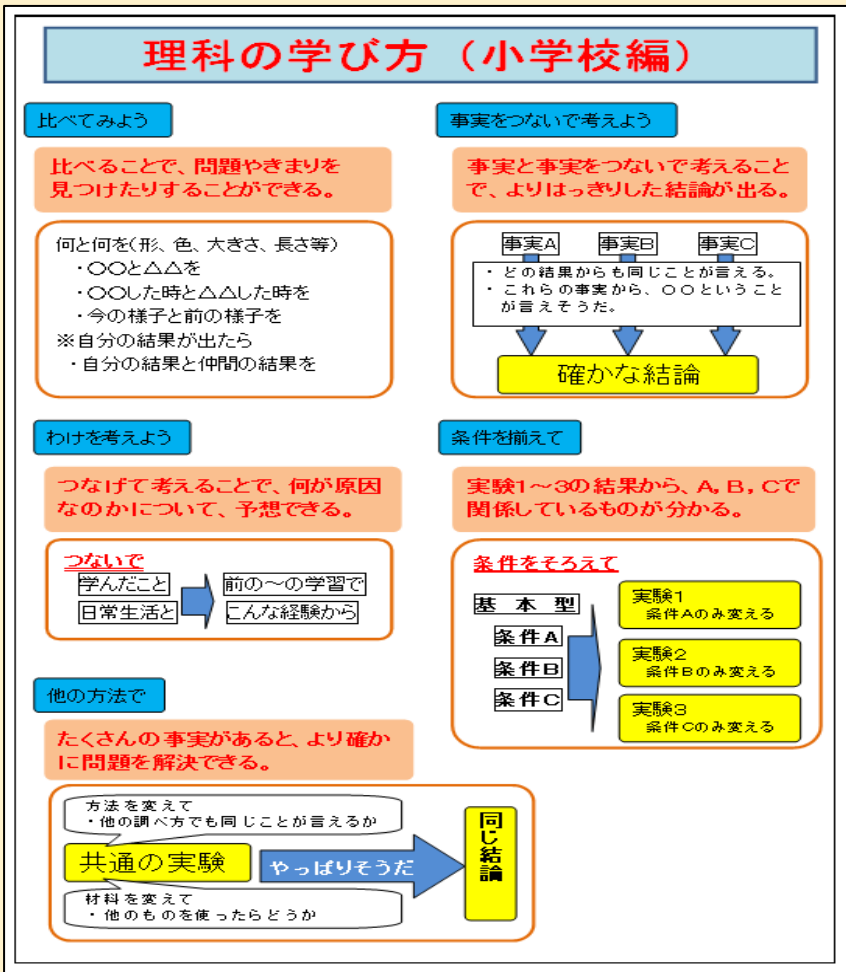 理科の学び方（小学校編）
比べてみよう
比べることで、問題やきまりを
見つけたりすることができる。
何と何を(形、色、大きさ、長さ等)
・〇〇と△△を
・〇〇した時と△△した時を
・今の様子と前の様子を
※自分の結果が出たら
・自分の結果と仲間の結果を
事実をつないで考えよう
事実と事実をつないで考えること
で、よりはっきりした結論が出る。
事実A 事実B 事実C
・ どの結果からも同じことが言える。
・ これらの事実から、〇〇ということ
が言えそうだ。
確かな結論
わけを考えよう
つなげて考えることで、何が原因
なのかについて、予想できる。
つないで
学んだこと 前の～の学習で
日常生活と こんな経験から
条件を揃えて
実験1～3の結果から、A，B，Cで
関係しているものが分かる。
条件をそろえて
基 本 型
条件A
条件B
条件C
実験1
条件Aのみ変える
実験2
条件Bのみ変える
実験3
条件Cのみ変える
他の方法で
たくさんの事実があると、より確か
に問題を解決できる。
方法を変えて
・他の調べ方でも同じことが言えるか
共通の実験 やっぱりそうだ
材料を変えて
・他のものを使ったらどうか
同じ結論